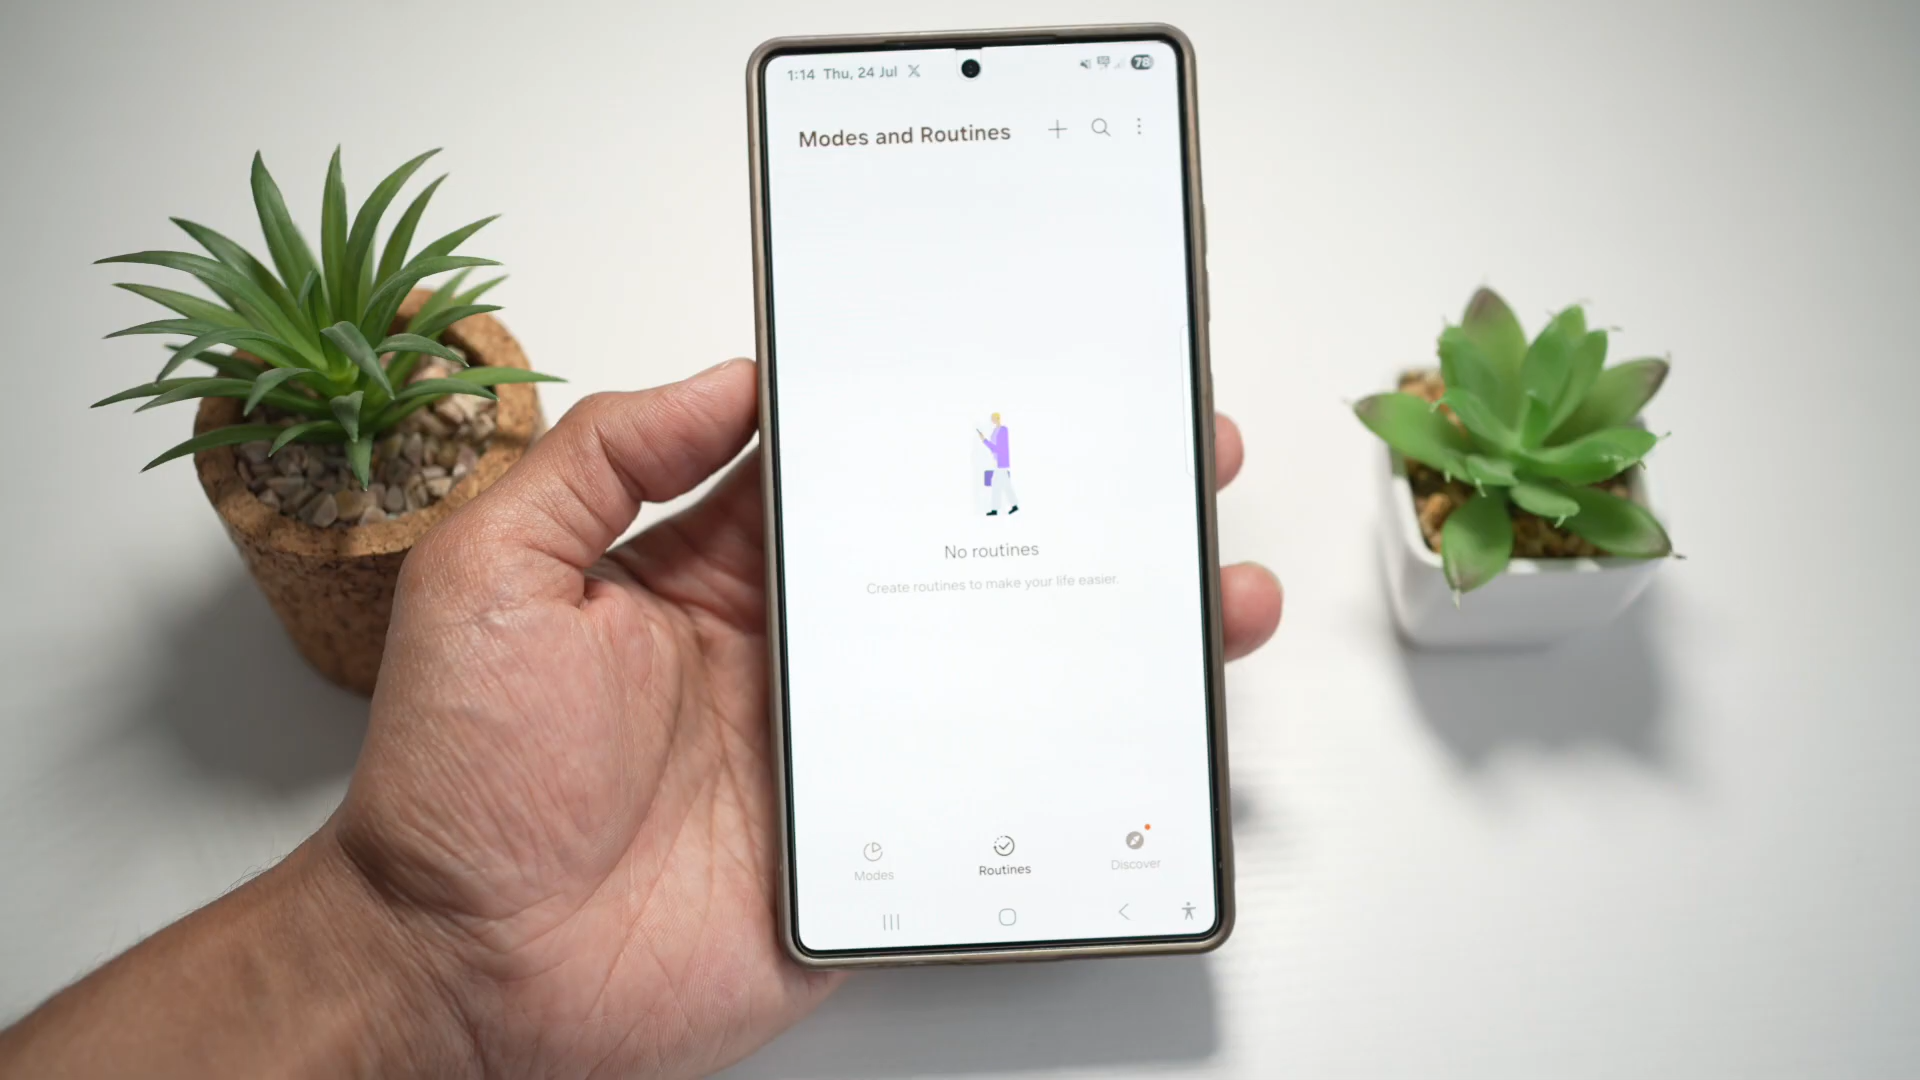 1:14 Thu, 24 Jul 78
Modes and Routines
No routines
Create routines to make your life easier.
Modes Routines Discover